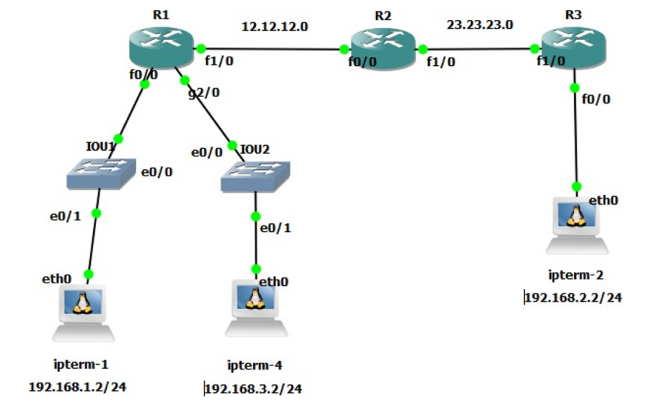 R1
12.12.12.0
R2
23.23.23.0
R3
f1/0
f0/0
f1/0
f1/0
f0/0
g2/0
f0/0
IOU1
e0/0
e0/0
IOU2
e0/1
e0/1
eth0
eth0
eth0
ipterm-2
192.168.2.2/24
ipterm-1
192.168.1.2/24
ipterm-4
192.168.3.2/24